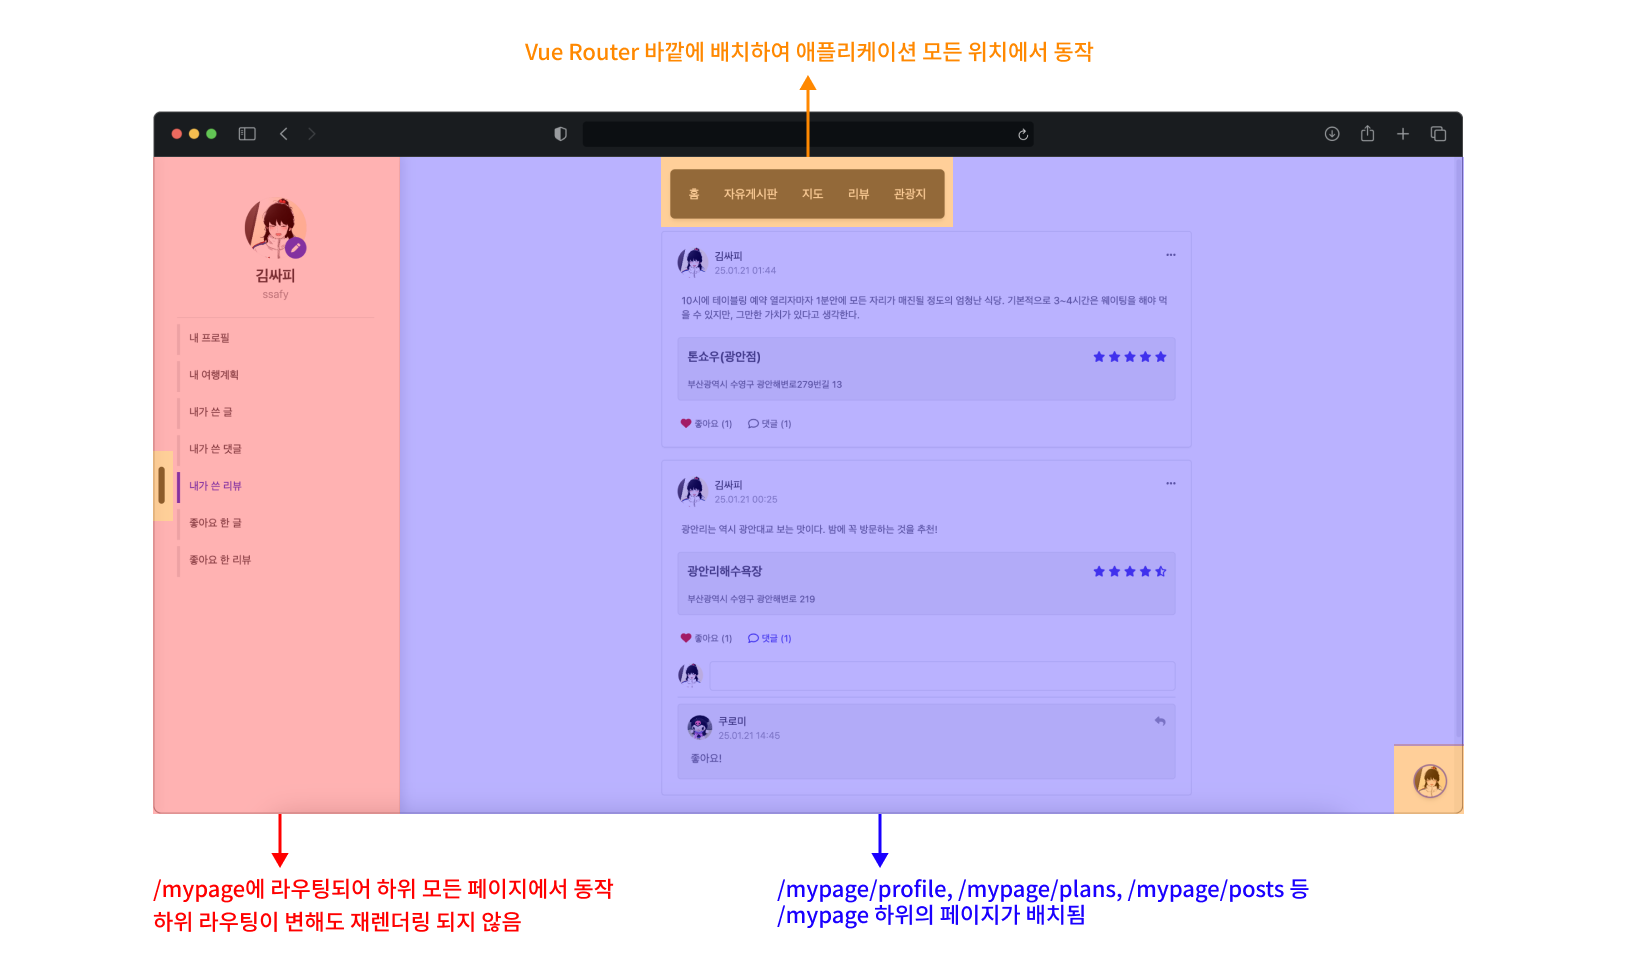 Vue Router 바깥에 배치하여 애플리케이션 모든 위치에서 동작
홈 자유게시판 지도 리뷰 관광지
김싸피
ssafy
내 프로필
내 여행계획
내가 쓴 글
내가 쓴 댓글
내가 쓴 리뷰
좋아요 한 글
좋아요 한 리뷰
김싸피
25.01.21 01:44
10시에 테이블링 예약 열리자마자 1분안에 모든 자리가 매진될 정도의 엄청난 식당. 기본적으로 3~4시간은 웨이팅을 해야 먹
을 수 있지만, 그만한 가치가 있다고 생각한다.
톤쇼우(광안점)
부산광역시 수영구 광안해변로279번길 13
좋아요 (1) 댓글 (1)
김싸피
25.01.21 00:25
광안리는 역시 광안대교 보는 맛이다. 밤에 꼭 방문하는 것을 추천!
광안리해수욕장
부산광역시 수영구 광안해변로 219
좋아요 (1) 댓글 (1)
쿠로미
25.01.21 14:45
좋아요!
/mypage에 라우팅되어 하위 모든 페이지에서 동작
하위 라우팅이 변해도 재렌더링 되지 않음
/mypage/profile, /mypage/plans, /mypage/posts 등
/mypage 하위의 페이지가 배치됨